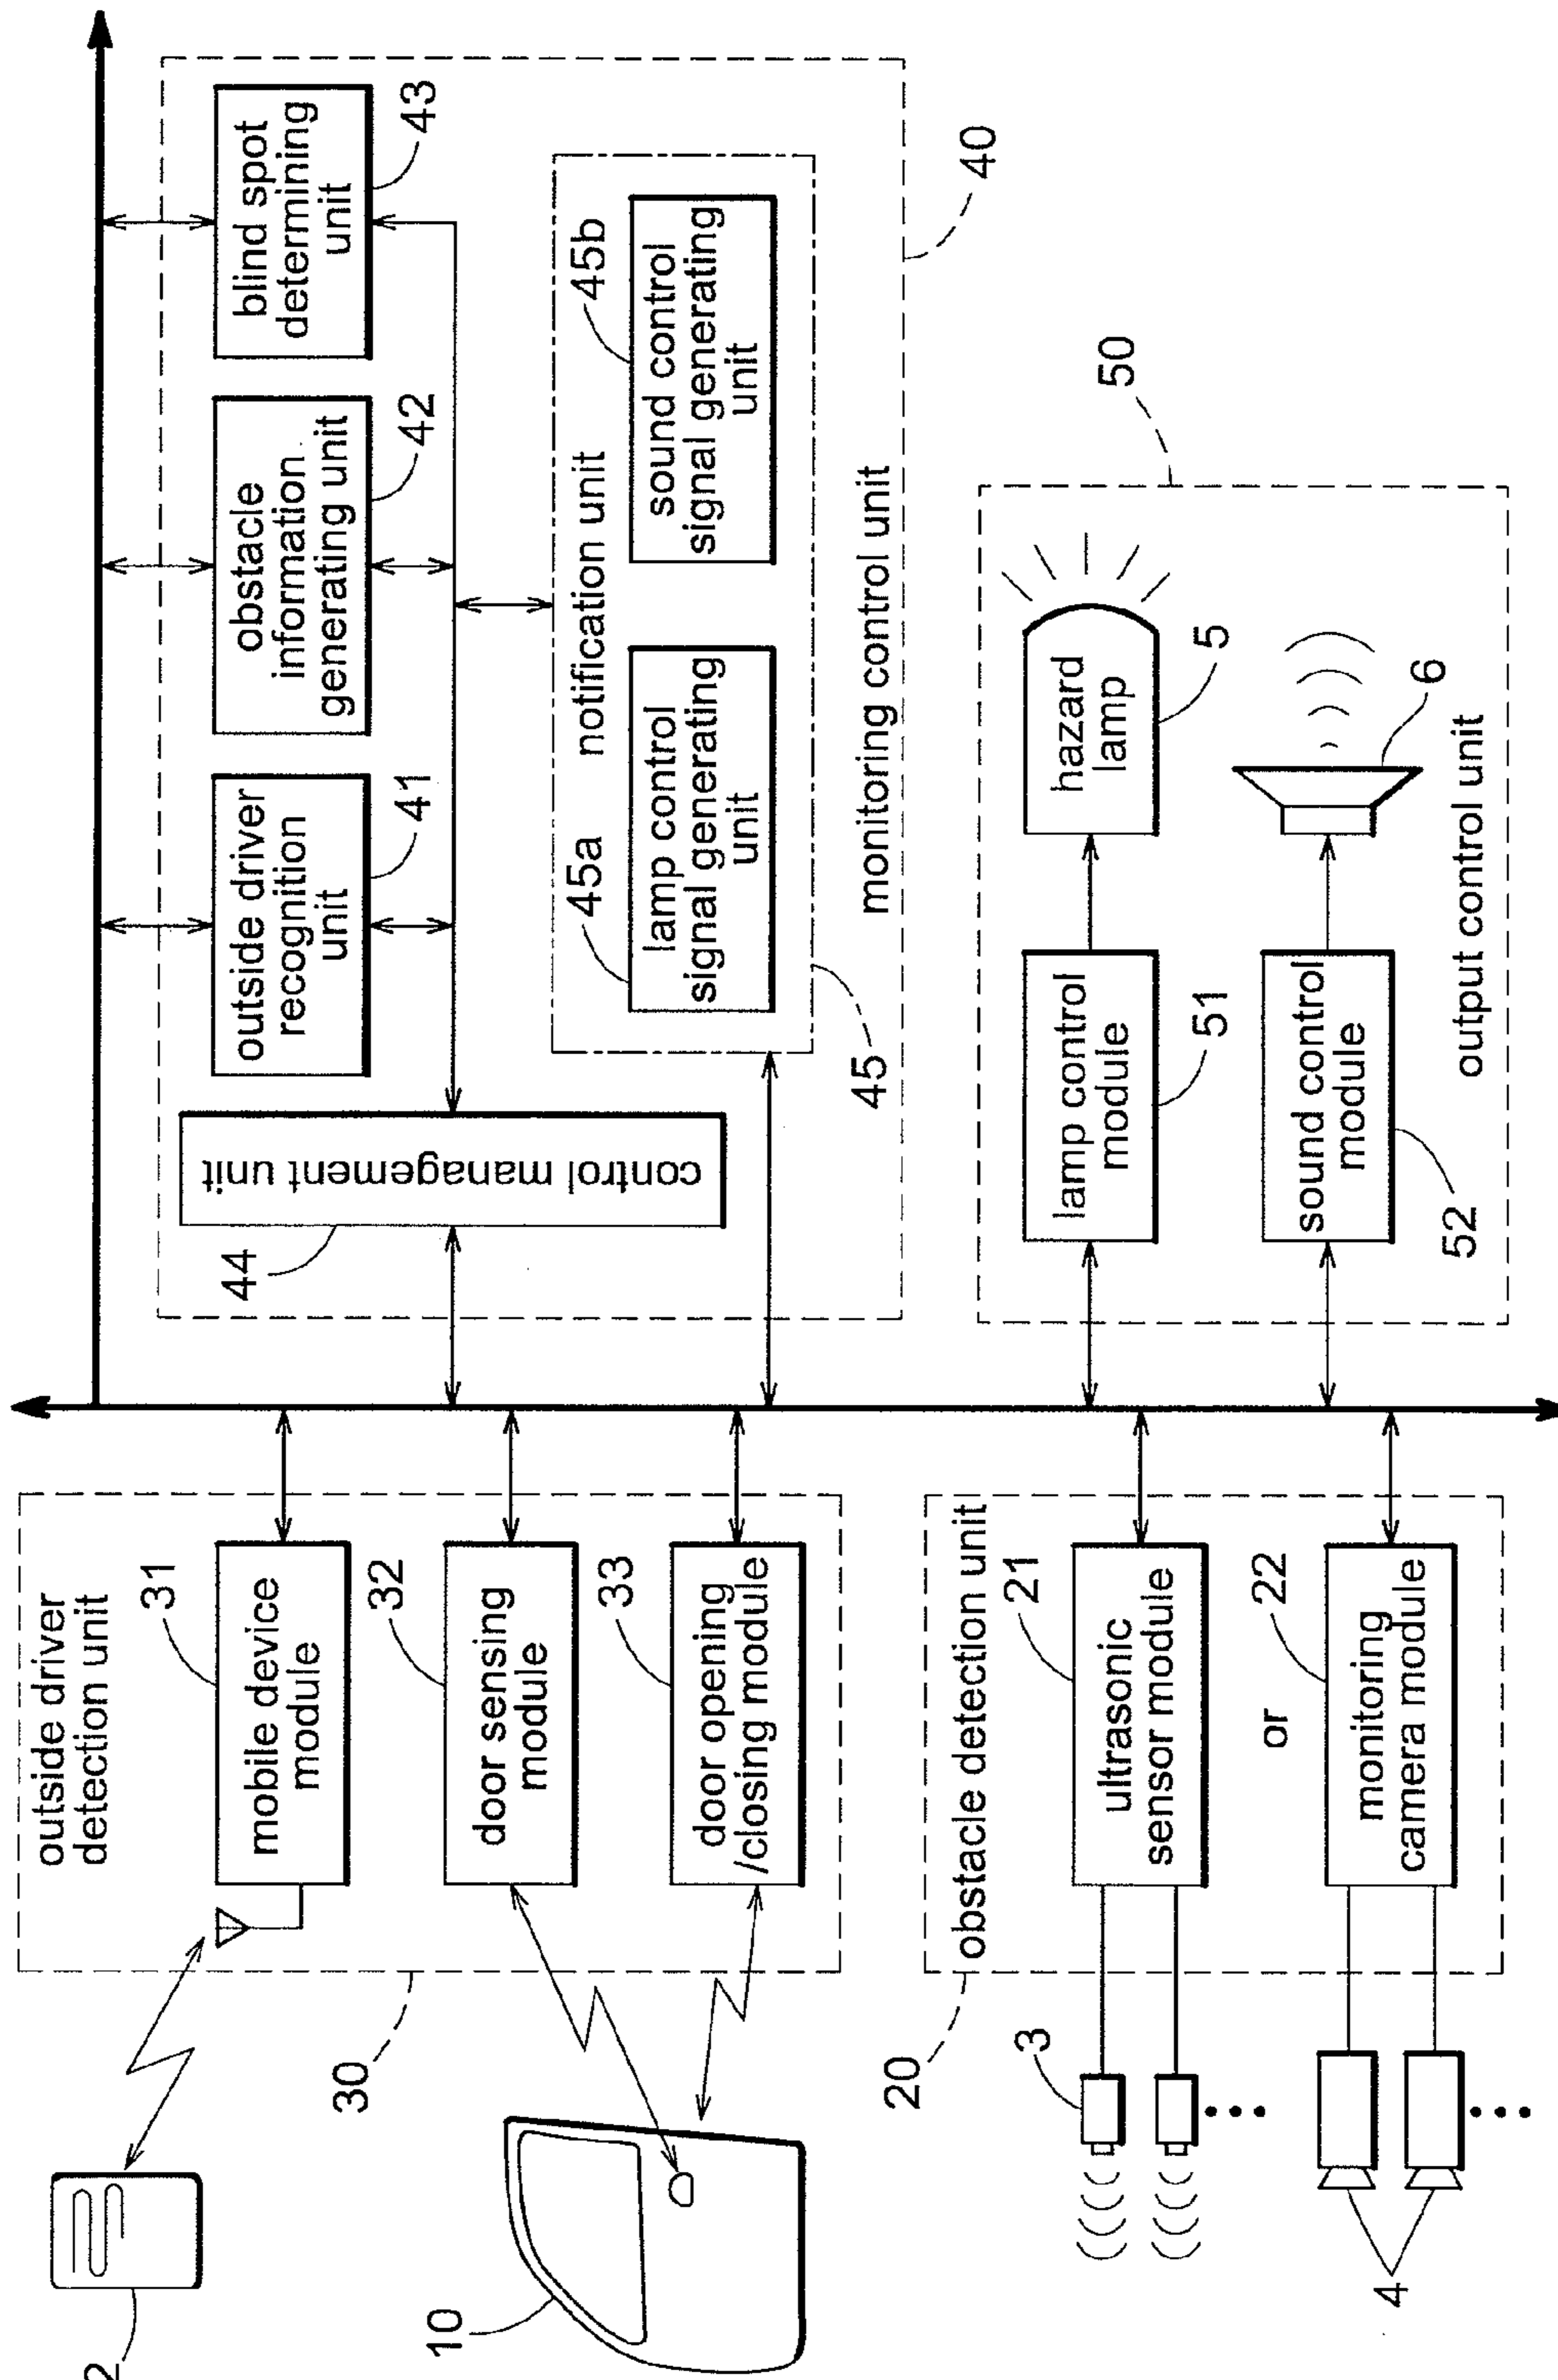 2
10
30
outside driver
detection unit
31
mobile device
module
32
door sensing
module
33
door opening
/closing module
20
3
4
obstacle detection unit
21
ultrasonic
sensor module
or
22
monitoring
camera module
44
control management unit
outside driver
recognition
unit
41
obstacle
information
generating unit
42
blind spot
determining
unit
43
45
notification unit
45a
lamp control
signal generating
unit
45b
sound control
signal generating
unit
monitoring control unit
40
50
lamp control
module
51
hazard
lamp
5
sound control
module
52
6
output control unit